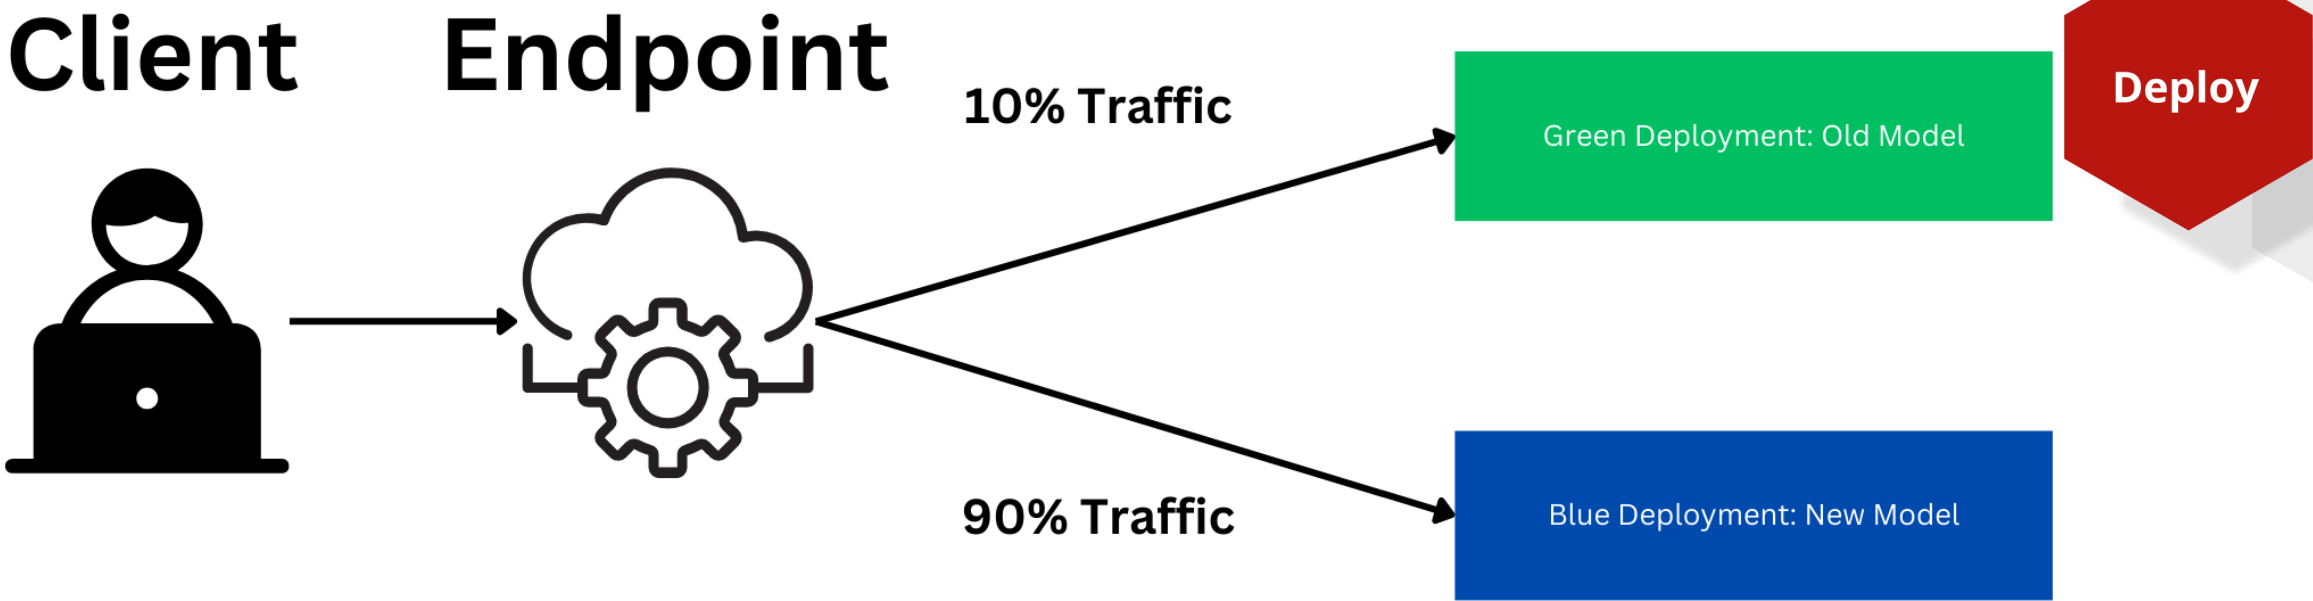 Client
Endpoint
10% Traffic
Green Deployment: Old Model
Deploy
90% Traffic
Blue Deployment: New Model